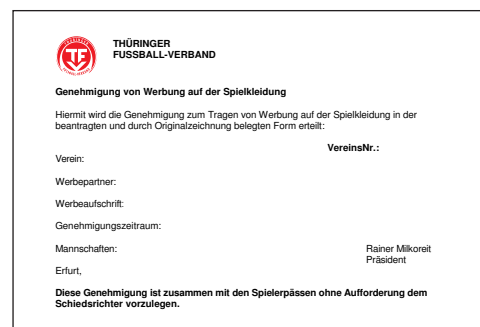 THÜRINGER
FUSSBALL-VERBAND
Genehmigung von Werbung auf der Spielkleidung
Hiermit wird die Genehmigung zum Tragen von Werbung auf der Spielkleidung in der
beantragten und durch Originalzeichnung belegten Form erteilt:
VereinsNr.:
Verein:
Werbepartner:
Werbeaufschrift:
Genehmigungszeitraum:
Mannschaften:
Rainer Milkoreit
Präsident
Erfurt,
Diese Genehmigung ist zusammen mit den Spielerpässen ohne Aufforderung dem
Schiedsrichter vorzulegen.